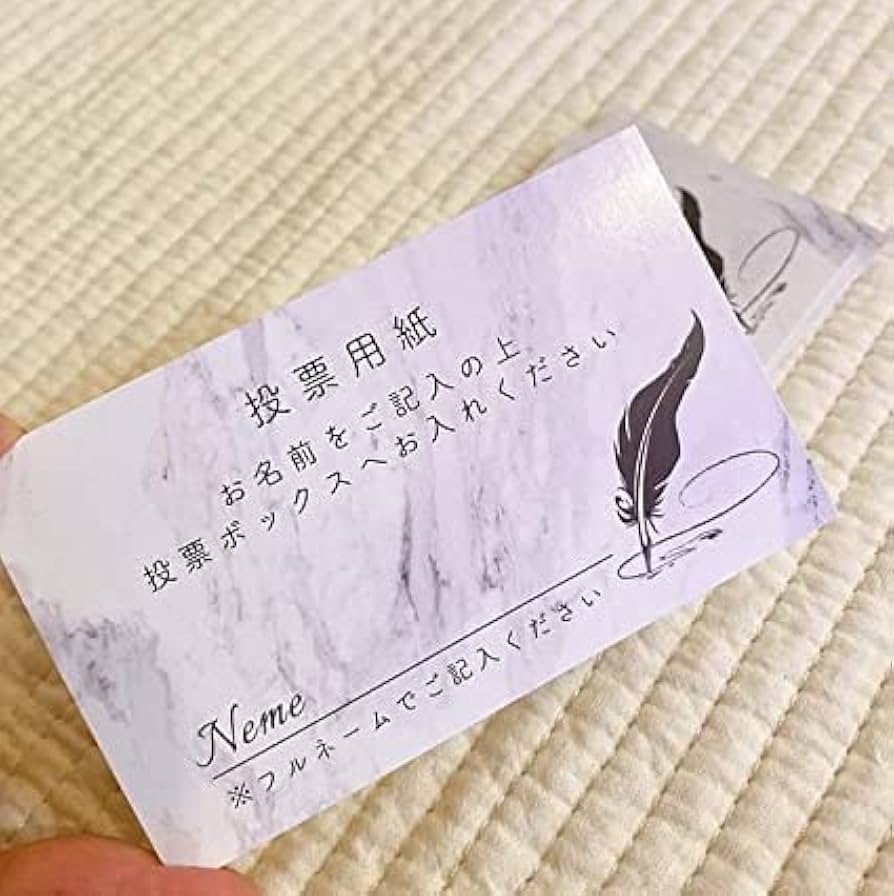 投票用紙
お名前をご記入の上
投票ボックスへお入れください
Neme
※フルネームでご記入ください